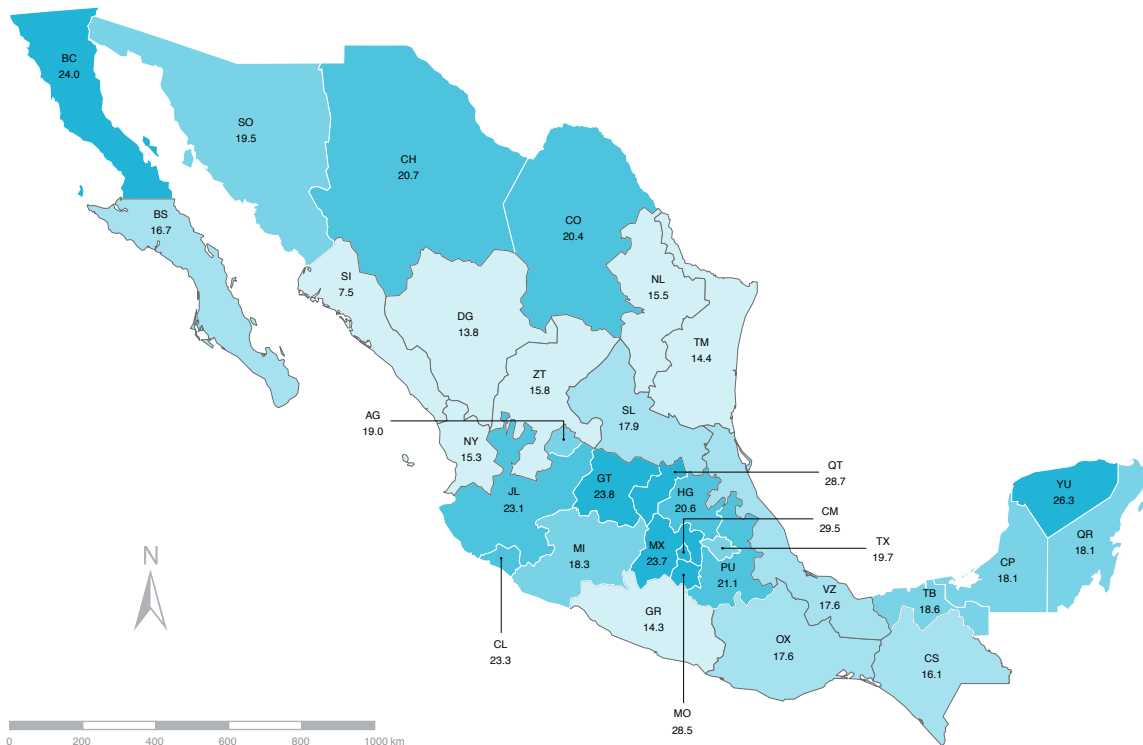 BC
24.0
SO
19.5
CH
20.7
CO
20.4
BS
16.7
SI
7.5
NL
15.5
DG
13.8
TM
14.4
ZT
15.8
AG
19.0
SL
17.9
NY
15.3
QT
28.7
GT
23.8
HG
20.6
JL
23.1
YU
26.3
CM
29.5
TX
19.7
QR
18.1
MX
23.7
MI
18.3
PU
21.1
CP
18.1
N
VZ
17.6
TB
18.6
GR
14.3
OX
17.6
CL
23.3
CS
16.1
MO
28.5
0 200 400 600 800 1000 km